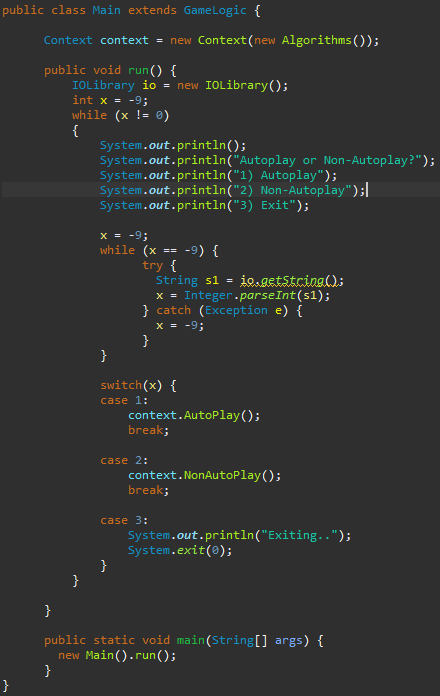 public class Main extends GameLogic {
Context context = new Context(new Algorithms());
public void run() {
IOLibrary io = new IOLibrary();
int x = -9;
while (x != 0)
{
System.out.println();
System.out.println("Autoplay or Non-Autoplay?");
System.out.println("1) Autoplay");
System.out.println("2) Non-Autoplay");
System.out.println("3) Exit");
x = -9;
while (x == -9) {
try {
String s1 = io.getString();
x = Integer.parseInt(s1);
} catch (Exception e) {
x = -9;
}
}
switch(x) {
case 1:
context.AutoPlay();
break;
case 2:
context.NonAutoPlay();
break;
case 3:
System.out.println("Exiting..");
System.exit(0);
}
}
}
public static void main(String[] args) {
new Main().run();
}
}